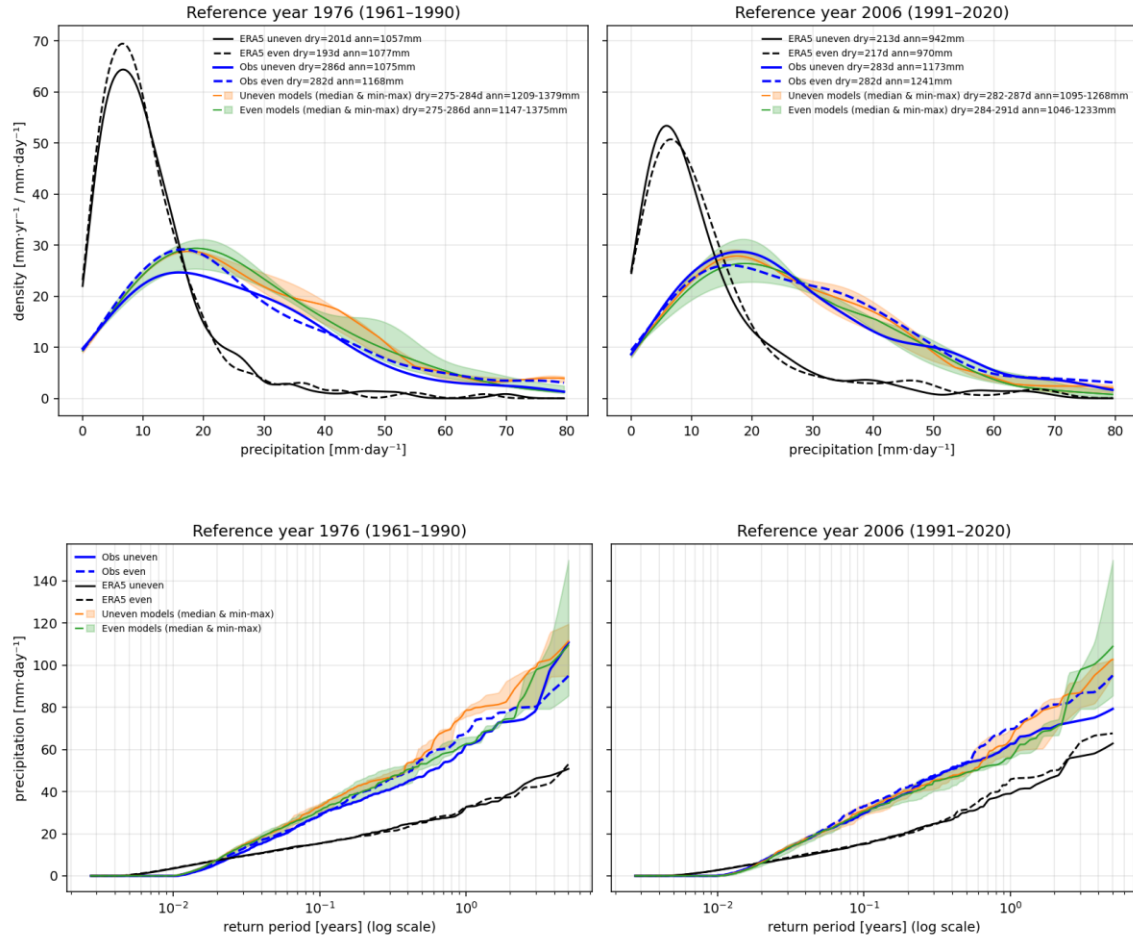 Reference year 1976 (1961–1990)
ERA5 uneven dry=201d ann=1057mm
ERA5 even dry=193d ann=1077mm
Obs uneven dry=286d ann=1075mm
Obs even dry=282d ann=1168mm
Uneven models (median & min-max) dry=275-284d ann=1209-1379mm
Even models (median & min-max) dry=275-286d ann=1147-1375mm
density [mm·yr⁻¹ / mm·day⁻¹]
70
60
50
40
30
20
10
0
0 10 20 30 40 50 60 70 80
precipitation [mm·day⁻¹]
Reference year 2006 (1991–2020)
ERA5 uneven dry=213d ann=942mm
ERA5 even dry=217d ann=970mm
Obs uneven dry=283d ann=1173mm
Obs even dry=282d ann=1241mm
Uneven models (median & min-max) dry=282-287d ann=1095-1268mm
Even models (median & min-max) dry=284-291d ann=1046-1233mm
0 10 20 30 40 50 60 70 80
precipitation [mm·day⁻¹]
Reference year 1976 (1961–1990)
Obs uneven
Obs even
ERA5 uneven
ERA5 even
Uneven models (median & min-max)
Even models (median & min-max)
precipitation [mm·day⁻¹]
140
120
100
80
60
40
20
0
10⁻² 10⁻¹ 10⁰
return period [years] (log scale)
Reference year 2006 (1991–2020)
10⁻² 10⁻¹ 10⁰
return period [years] (log scale)